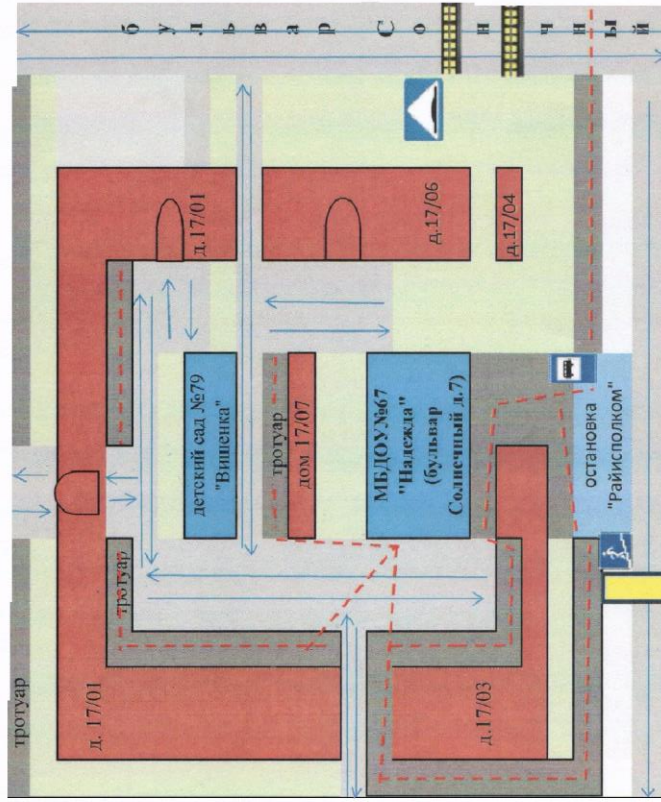 бульвар Солнечный
д.17/01
д.17/06
д.17/04
детский сад №79
"Вишенка"
тротуар
дом 17/07
МБДОУ№67
"Надежда"
(бульвар
Солнечный д.7)
остановка
"Райисполком"
тротуар
тротуар
д. 17/01
д.17/03